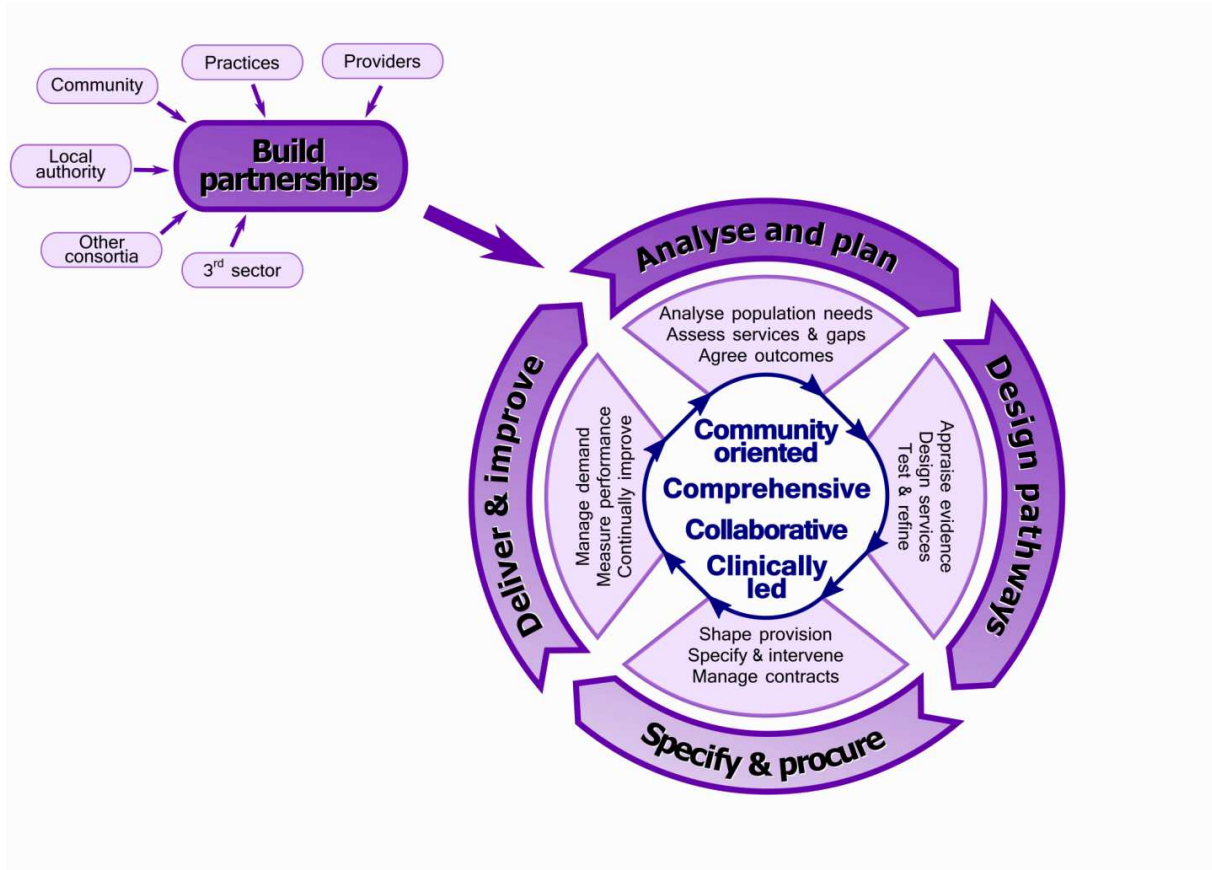 Practices
Providers
Community
Local
authority
Other
consortia
3rd sector
Build
partnerships
Analyse and plan
Analyse population needs
Assess services & gaps
Agree outcomes
Design pathways
Appraise evidence
Design services
Test & refine
Specify & procure
Shape provision
Specify & intervene
Manage contracts
Deliver & improve
Manage demand
Measure performance
Continually improve
Community
oriented
Comprehensive
Collaborative
Clinically
led